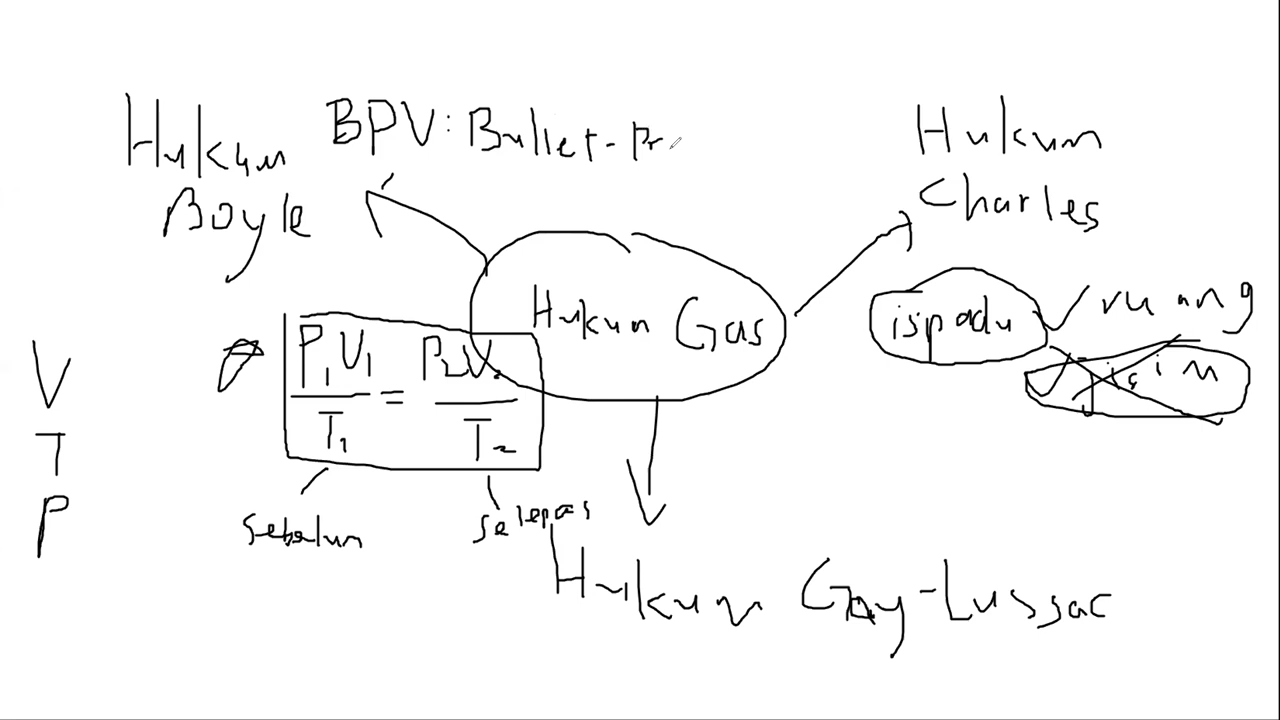 Hukum
Boyle
BPV: Bullet-Pr
Hukum
Charles
Hukum Gas
ispadu
ruang
jisim
V
T
P
P₁V₁/T₁ = P₂V₂/T₂
sebelum
selepas
Hukum Gay-Lussac